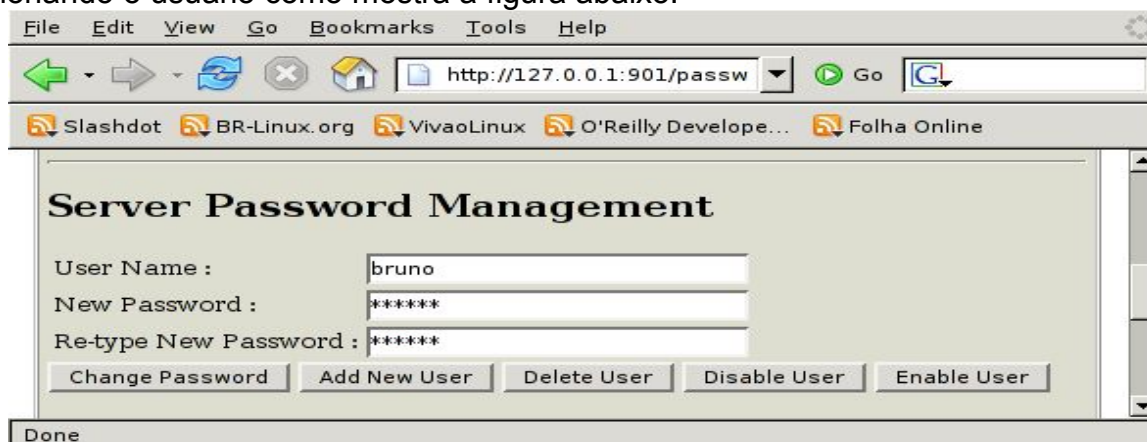 cionando o usuário como mostra a figura abaixo.
File Edit View Go Bookmarks Tools Help
http://127.0.0.1:901/passw Go G
Slashdot BR-Linux.org VivaoLinux O'Reilly Develope... Folha Online
Server Password Management
User Name : bruno
New Password : ******
Re-type New Password : ******
Change Password Add New User Delete User Disable User Enable User
Done